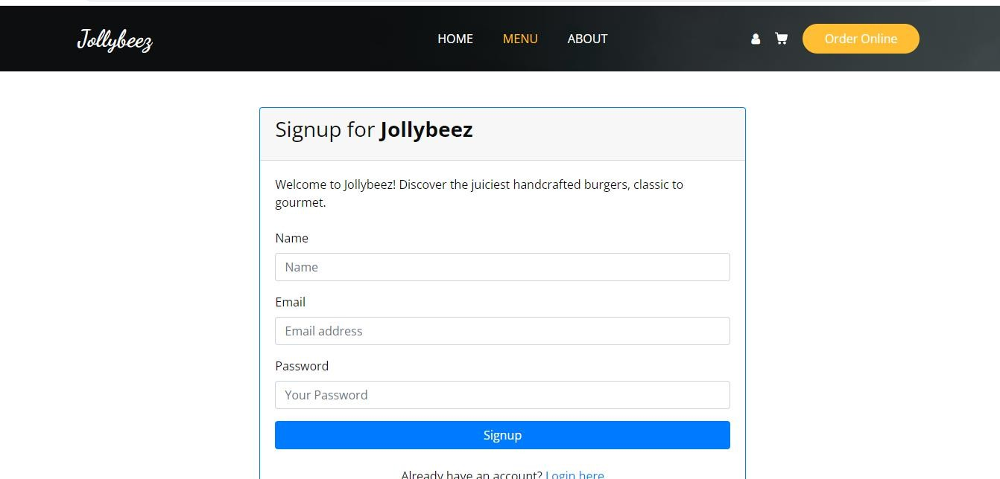 Jollybeez
HOME MENU ABOUT
Order Online
Signup for Jollybeez
Welcome to Jollybeez! Discover the juiciest handcrafted burgers, classic to
gourmet.
Name
Name
Email
Email address
Password
Your Password
Signup
Already have an account? Login here